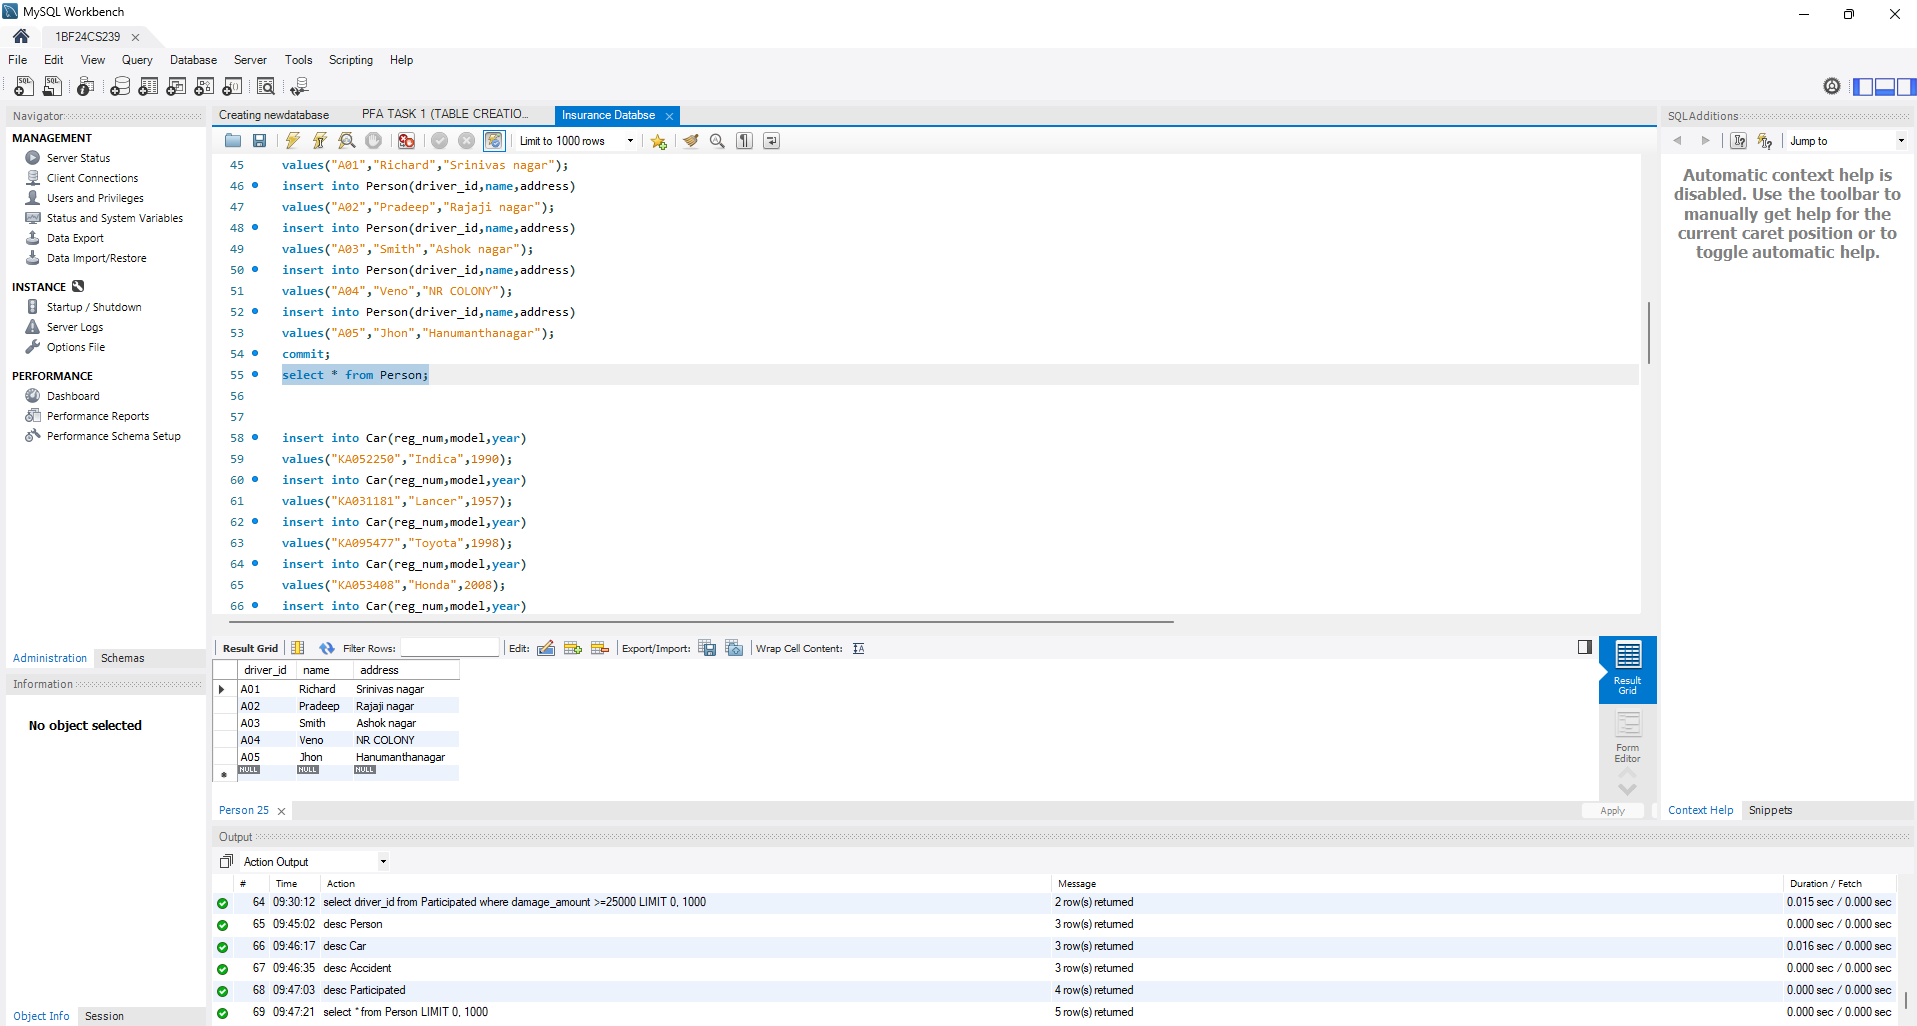 MySQL Workbench
1BF24CS239
File Edit View Query Database Server Tools Scripting Help
Navigator
MANAGEMENT
Server Status
Client Connections
Users and Privileges
Status and System Variables
Data Export
Data Import/Restore
INSTANCE
Startup / Shutdown
Server Logs
Options File
PERFORMANCE
Dashboard
Performance Reports
Performance Schema Setup
Administration Schemas
Information
No object selected
Object Info Session
Creating newdatabase PFA TASK 1 (TABLE CREATIO... Insurance Databse
Limit to 1000 rows
45 values("A01","Richard","Srinivas nagar");
46 insert into Person(driver_id,name,address)
47 values("A02","Pradeep","Rajaji nagar");
48 insert into Person(driver_id,name,address)
49 values("A03","Smith","Ashok nagar");
50 insert into Person(driver_id,name,address)
51 values("A04","Veno","NR COLONY");
52 insert into Person(driver_id,name,address)
53 values("A05","Jhon","Hanumanthanagar");
54 commit;
55 select * from Person;
56
57
58 insert into Car(reg_num,model,year)
59 values("KA052250","Indica",1990);
60 insert into Car(reg_num,model,year)
61 values("KA031181","Lancer",1957);
62 insert into Car(reg_num,model,year)
63 values("KA095477","Toyota",1998);
64 insert into Car(reg_num,model,year)
65 values("KA053408","Honda",2008);
66 insert into Car(reg_num,model,year)
Result Grid Filter Rows: Edit: Export/Import: Wrap Cell Content:
driver_id name address
A01 Richard Srinivas nagar
A02 Pradeep Rajaji nagar
A03 Smith Ashok nagar
A04 Veno NR COLONY
A05 Jhon Hanumanthanagar
NULL NULL NULL
Result
Grid
Form
Editor
Person 25
Apply
SQLAdditions
Jump to
Automatic context help is
disabled. Use the toolbar to
manually get help for the
current caret position or to
toggle automatic help.
Context Help Snippets
Output
Action Output
# Time Action Message Duration / Fetch
64 09:30:12 select driver_id from Participated where damage_amount >=25000 LIMIT 0, 1000 2 row(s) returned 0.015 sec / 0.000 sec
65 09:45:02 desc Person 3 row(s) returned 0.000 sec / 0.000 sec
66 09:46:17 desc Car 3 row(s) returned 0.016 sec / 0.000 sec
67 09:46:35 desc Accident 3 row(s) returned 0.000 sec / 0.000 sec
68 09:47:03 desc Participated 4 row(s) returned 0.000 sec / 0.000 sec
69 09:47:21 select * from Person LIMIT 0, 1000 5 row(s) returned 0.000 sec / 0.000 sec